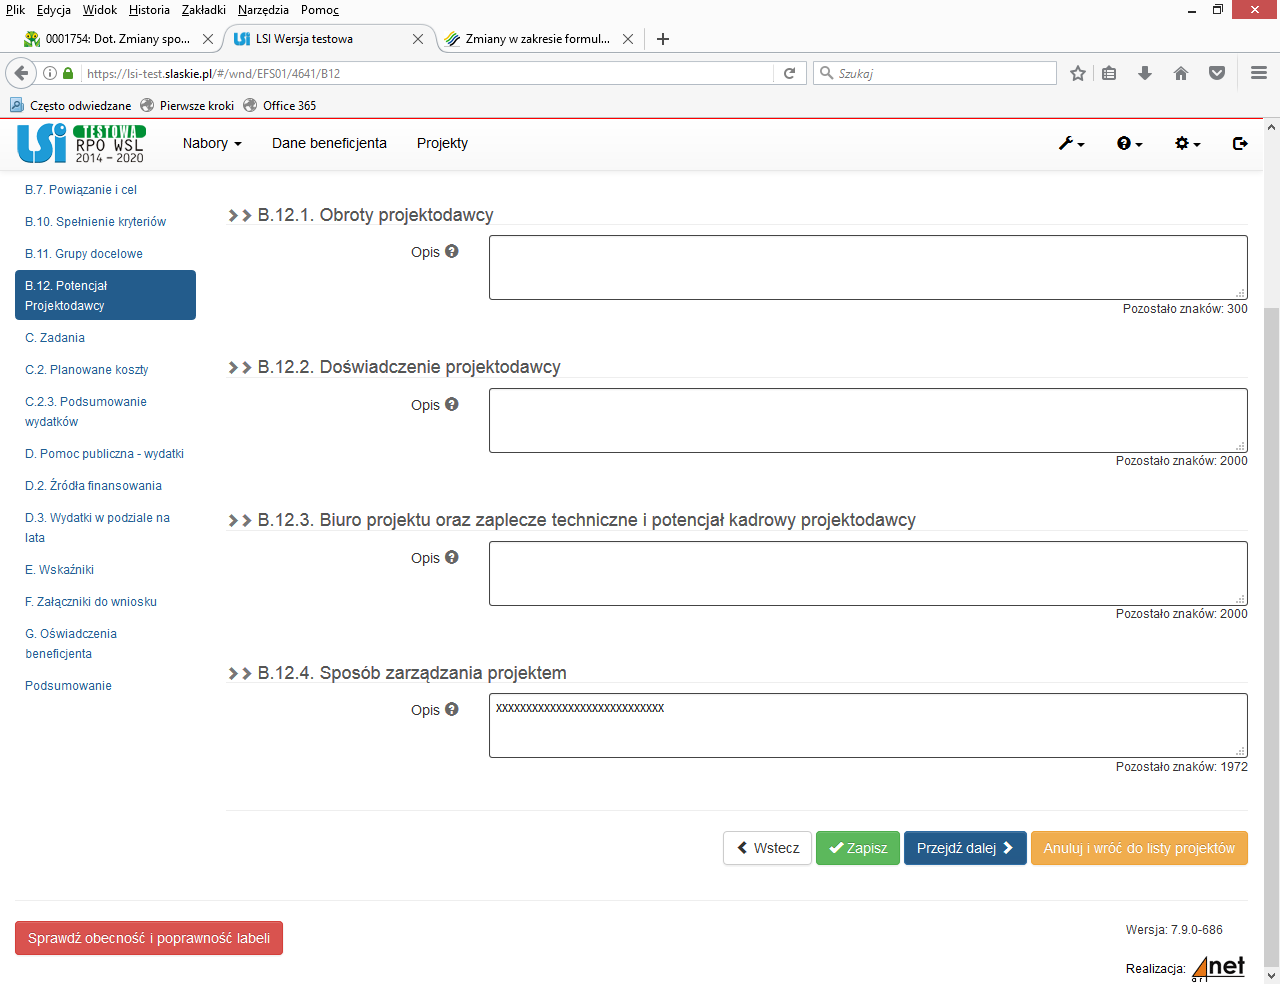 Plik Edycja Widok Historia Zakładki Narzędzia Pomoc
0001754: Dot. Zmiany spo...
LSI Wersja testowa
Zmiany w zakresie formul...
https://lsi-test.slaskie.pl/#/wnd/EFS01/4641/B12
Szukaj
Często odwiedzane Pierwsze kroki Office 365
LSI TESTOWA
RPO WSL
2014 – 2020
Nabory Dane beneficjenta Projekty
B.7. Powiązanie i cel
B.10. Spełnienie kryteriów
B.11. Grupy docelowe
B.12. Potencjał
Projektodawcy
C. Zadania
C.2. Planowane koszty
C.2.3. Podsumowanie
wydatków
D. Pomoc publiczna - wydatki
D.2. Źródła finansowania
D.3. Wydatki w podziale na
lata
E. Wskaźniki
F. Załączniki do wniosku
G. Oświadczenia
beneficjenta
Podsumowanie
B.12.1. Obroty projektodawcy
Opis
Pozostało znaków: 300
B.12.2. Doświadczenie projektodawcy
Opis
Pozostało znaków: 2000
B.12.3. Biuro projektu oraz zaplecze techniczne i potencjał kadrowy projektodawcy
Opis
Pozostało znaków: 2000
B.12.4. Sposób zarządzania projektem
Opis
XXXXXXXXXXXXXXXXXXXXXXXXXXXX
Pozostało znaków: 1972
Wstecz Zapisz Przejdź dalej Anuluj i wróć do listy projektów
Sprawdź obecność i poprawność labeli
Wersja: 7.9.0-686
Realizacja: 4net
art